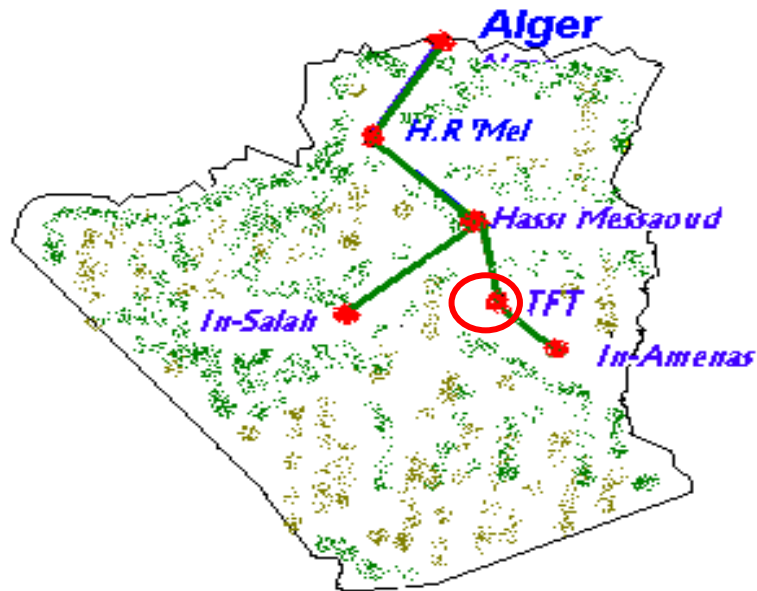 Alger
H.R'Mel
Hassi Messaoud
TFT
In-Salah
In-Amenas